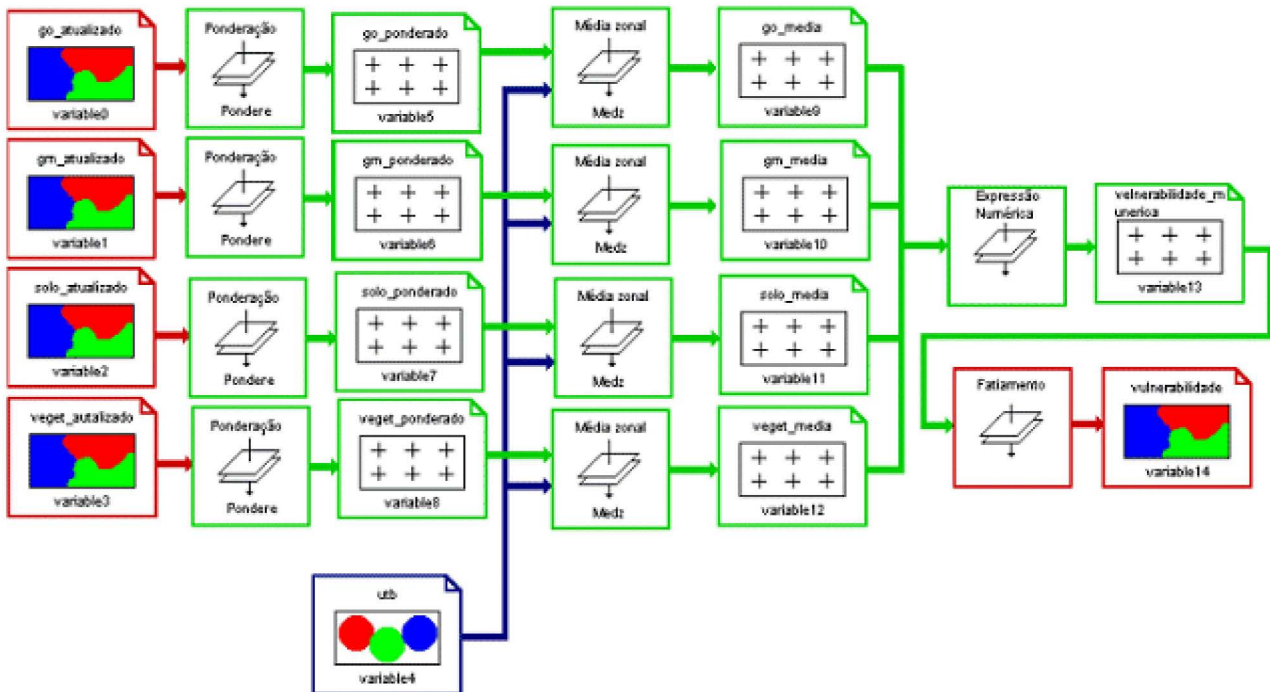 go_atualizado
variable0
Ponderação
Pondere
go_ponderado
variable5
Média zonal
Medz
go_media
variable9
gm_atualizado
variable1
Ponderação
Pondere
gm_ponderado
variable6
Média zonal
Medz
gm_media
variable10
solo_atualizado
variable2
Ponderação
Pondere
solo_ponderado
variable7
Média zonal
Medz
solo_media
variable11
veget_autalizado
variable3
Ponderação
Pondere
veget_ponderado
variable8
Média zonal
Medz
veget_media
variable12
utb
variable4
Expressão
Numérica
velnerabilidade_m
unerica
variable13
Fatiamento
vulnerabilidade
variable14